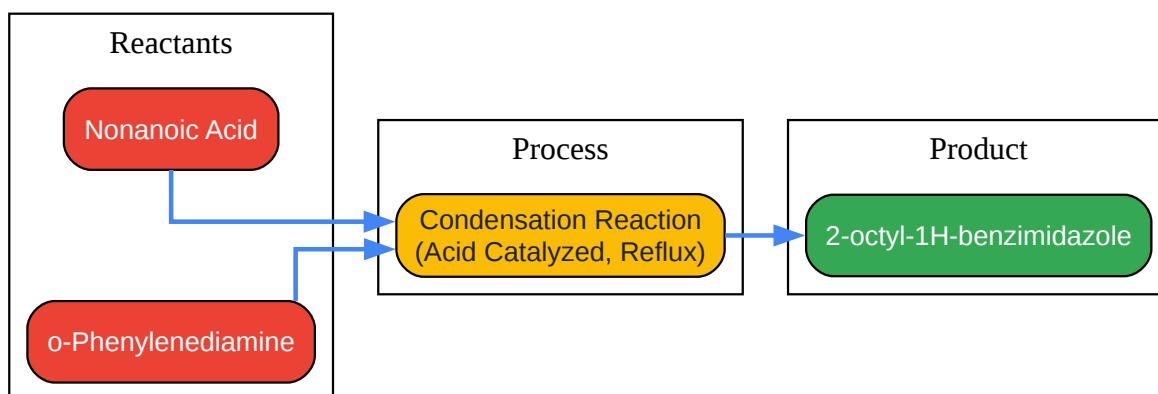 Reactants
Nonanoic Acid
o-Phenylenediamine
Process
Condensation Reaction
(Acid Catalyzed, Reflux)
Product
2-octyl-1H-benzimidazole